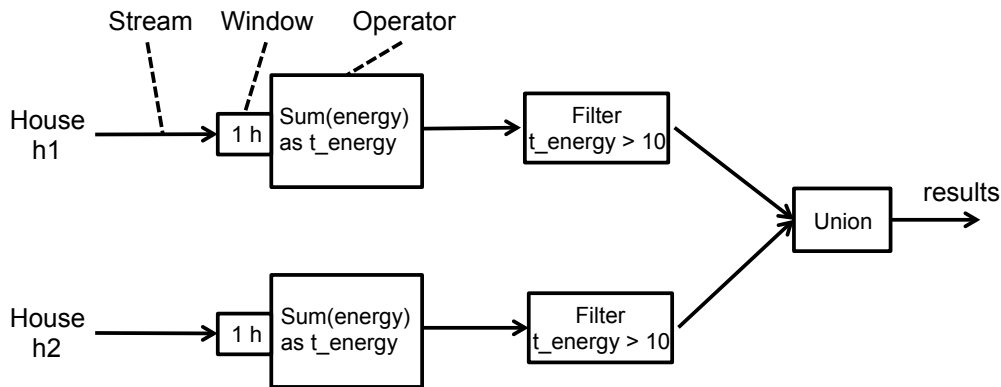 Stream
Window
Operator
House
h1
1 h
Sum(energy)
as t_energy
Filter
t_energy > 10
Union
results
House
h2
1 h
Sum(energy)
as t_energy
Filter
t_energy > 10